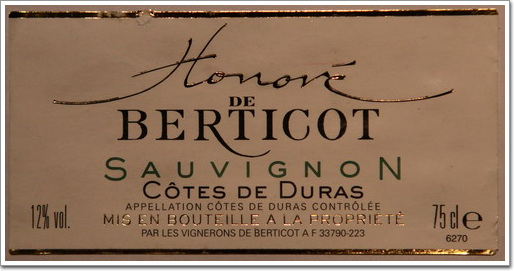 Honoré
DE
BERTICOT
SAUVIGNON
CÔTES DE DURAS
APPELLATION CÔTES DE DURAS CONTRÔLÉE
12% vol. MIS EN BOUTEILLE A LA PROPRIÉTÉ 75 cl e
PAR LES VIGNERONS DE BERTICOT A F 33790-223
6270